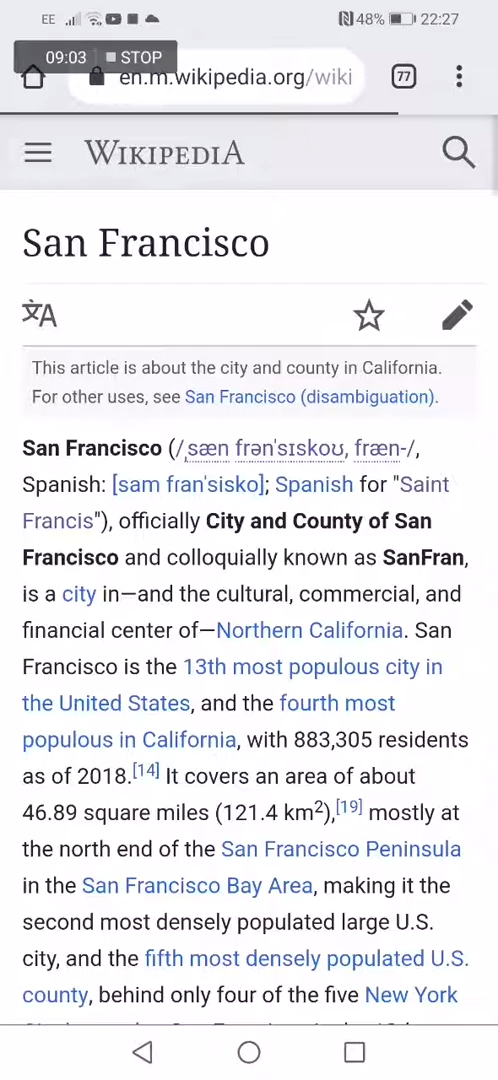 EE 48% 22:27
09:03 STOP
en.m.wikipedia.org/wiki 77
WIKIPEDIA
San Francisco
文A
This article is about the city and county in California.
For other uses, see San Francisco (disambiguation).
San Francisco (/ˌsæn frənˈsɪskoʊ, fræn-/,
Spanish: [sam fɾanˈsisko]; Spanish for "Saint
Francis"), officially City and County of San
Francisco and colloquially known as SanFran,
is a city in—and the cultural, commercial, and
financial center of—Northern California. San
Francisco is the 13th most populous city in
the United States, and the fourth most
populous in California, with 883,305 residents
as of 2018.[14] It covers an area of about
46.89 square miles (121.4 km²),[19] mostly at
the north end of the San Francisco Peninsula
in the San Francisco Bay Area, making it the
second most densely populated large U.S.
city, and the fifth most densely populated U.S.
county, behind only four of the five New York